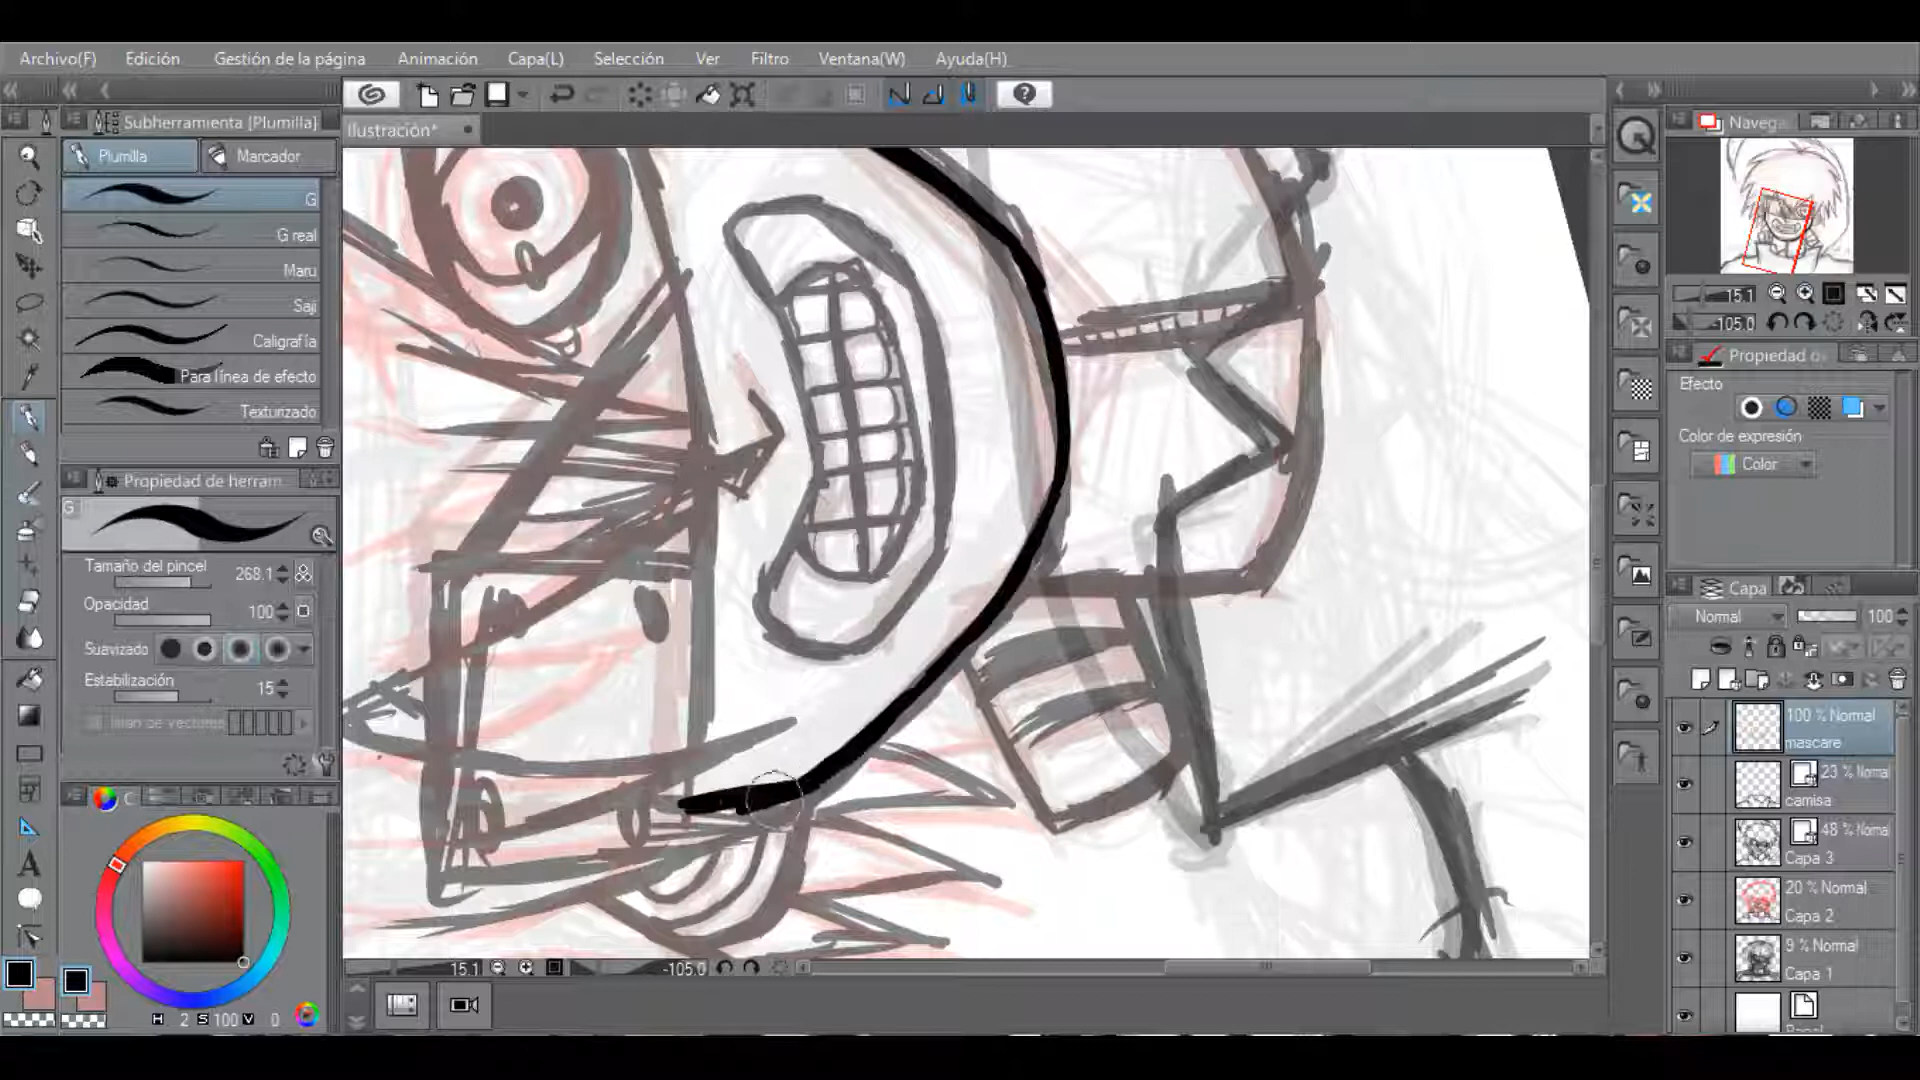 Archivo(F) Edición Gestión de la página Animación Capa(L) Selección Ver Filtro Ventana(W) Ayuda(H)
Subherramienta [Plumilla]
Ilustración*
Navega
Plumilla Marcador
G
G real
Maru
Saji
Caligrafía
Para línea de efecto
Texturizado
Propiedad de herram
G
Tamaño del pincel 268.1
Opacidad 100
Suavizado
Estabilización 15
Imán de vectores
C
H 2 S 100 V 0
15.1 -105.0
15.1
-105.0
Propiedad d
Efecto
Color de expresión
Color
Capa
Normal 100
100 % Normal
mascare
23 % Normal
camisa
48 % Normal
Capa 3
20 % Normal
Capa 2
9 % Normal
Capa 1